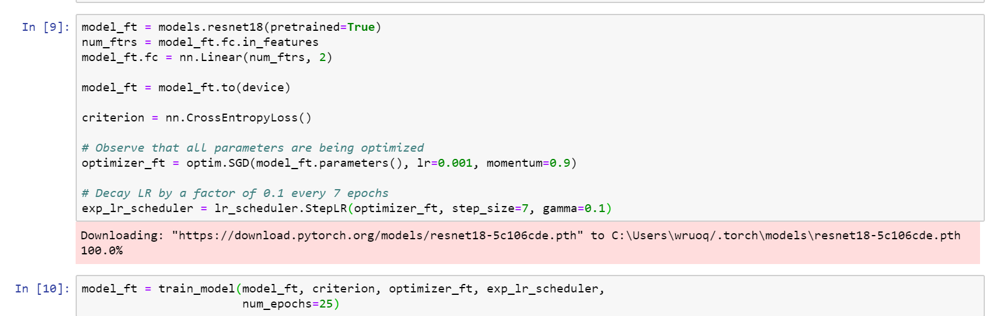 In [9]:
model_ft = models.resnet18(pretrained=True)
num_ftrs = model_ft.fc.in_features
model_ft.fc = nn.Linear(num_ftrs, 2)
model_ft = model_ft.to(device)
criterion = nn.CrossEntropyLoss()
# Observe that all parameters are being optimized
optimizer_ft = optim.SGD(model_ft.parameters(), lr=0.001, momentum=0.9)
# Decay LR by a factor of 0.1 every 7 epochs
exp_lr_scheduler = lr_scheduler.StepLR(optimizer_ft, step_size=7, gamma=0.1)
Downloading: "https://download.pytorch.org/models/resnet18-5c106cde.pth" to C:\Users\wruoq/.torch\models\resnet18-5c106cde.pth
100.0%
In [10]:
model_ft = train_model(model_ft, criterion, optimizer_ft, exp_lr_scheduler,
num_epochs=25)